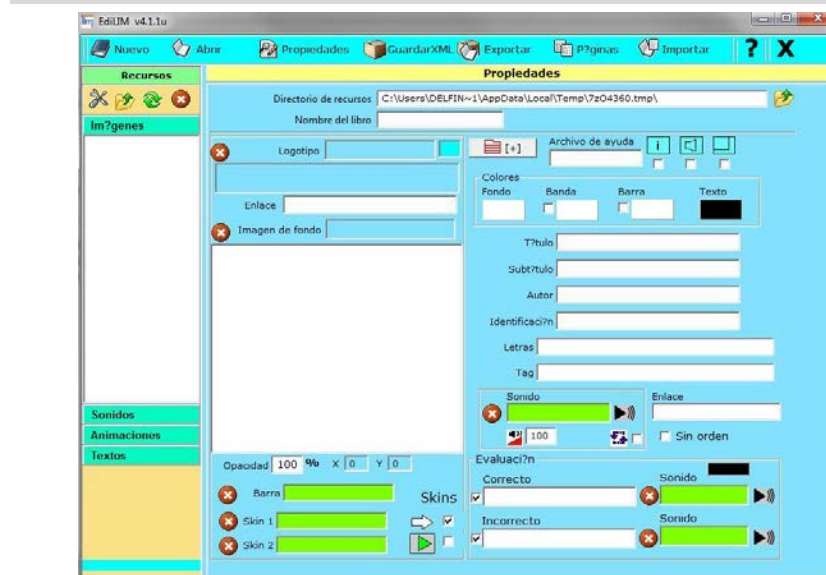 EdiLIM v4.1.1u
Nuevo Abrir Propiedades GuardarXML Exportar P?ginas Importar ? X
Recursos
Propiedades
Directorio de recursos C:\Users\DELFIN~1\AppData\Local\Temp\7zO4360.tmp\
Nombre del libro
Im?genes
Logotipo
[+]
Archivo de ayuda
i
Colores
Fondo Banda Barra Texto
Enlace
Imagen de fondo
T?tulo
Subt?tulo
Autor
Identificaci?n
Letras
Tag
Sonido Enlace
100
Sin orden
Sonidos
Animaciones
Textos
Opacidad 100 % X 0 Y 0
Evaluaci?n
Correcto Sonido
Barra
Skins
Skin 1
Incorrecto Sonido
Skin 2